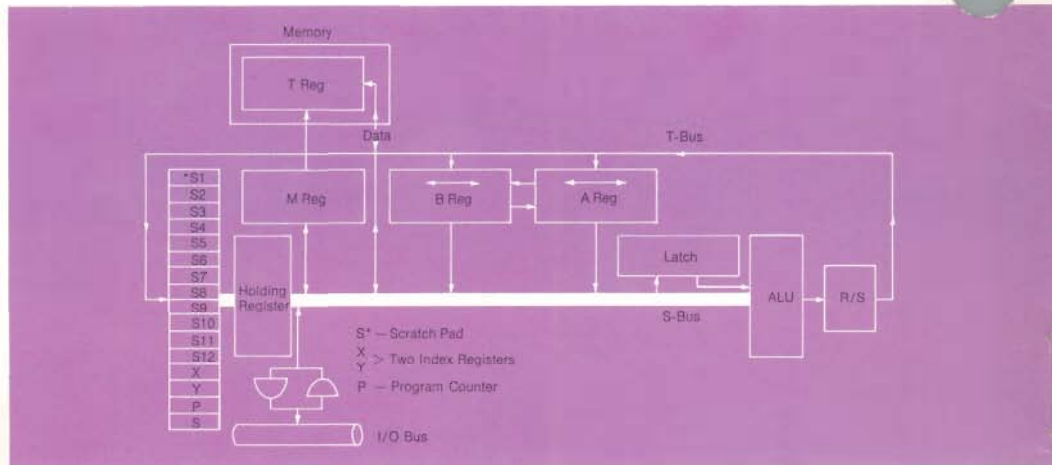 Memory
T Reg
Data
T-Bus
*S1
S2
S3
S4
S5
S6
S7
S8
S9
S10
S11
S12
X
Y
P
S
M Reg
B Reg
A Reg
Holding
Register
Latch
ALU
R/S
S-Bus
S* — Scratch Pad
X
Y > Two Index Registers
P — Program Counter
I/O Bus